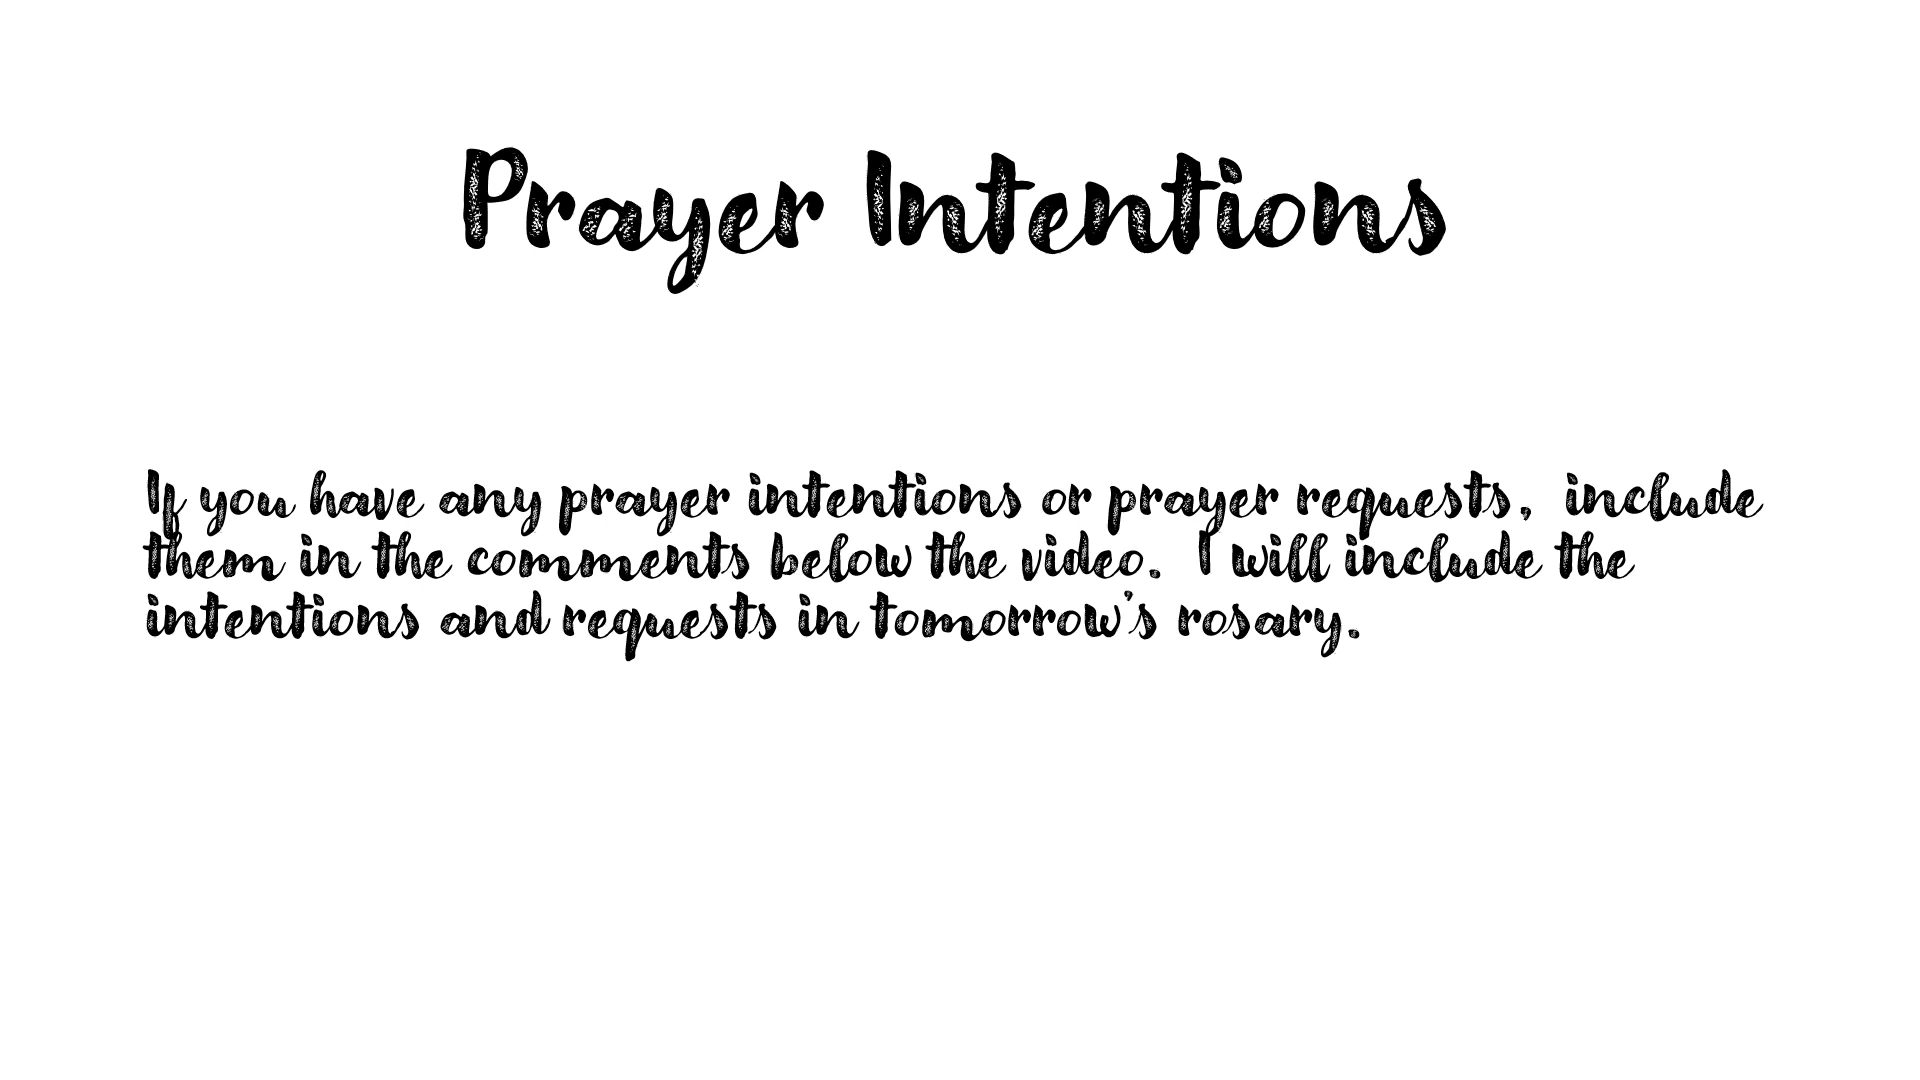 Prayer Intentions
If you have any prayer intentions or prayer requests,  include
them in the comments below the video.  I will include the
intentions and requests in tomorrow's rosary.